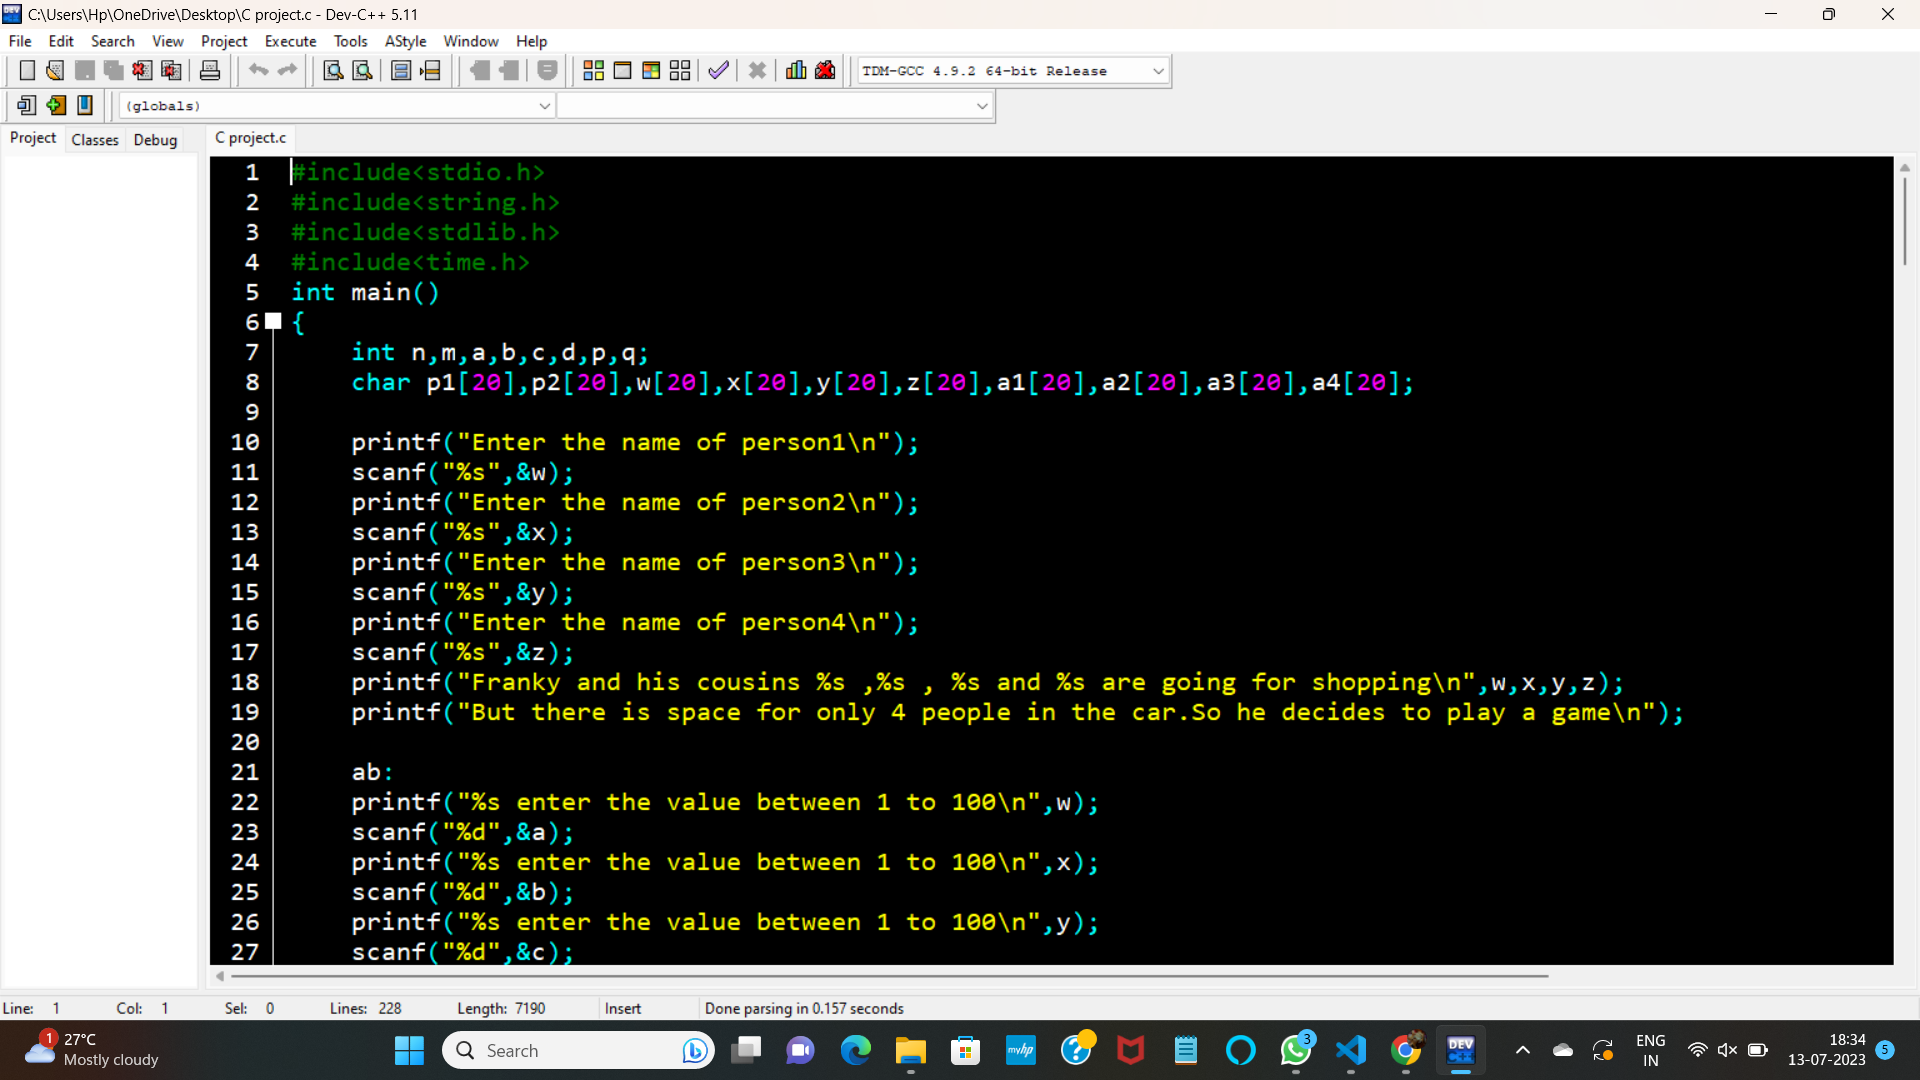 C:\Users\Hp\OneDrive\Desktop\C project.c - Dev-C++ 5.11
File Edit Search View Project Execute Tools AStyle Window Help
TDM-GCC 4.9.2 64-bit Release
(globals)
Project Classes Debug C project.c
1 #include<stdio.h>
2 #include<string.h>
3 #include<stdlib.h>
4 #include<time.h>
5 int main()
6 {
7 int n,m,a,b,c,d,p,q;
8 char p1[20],p2[20],w[20],x[20],y[20],z[20],a1[20],a2[20],a3[20],a4[20];
9
10 printf("Enter the name of person1\n");
11 scanf("%s",&w);
12 printf("Enter the name of person2\n");
13 scanf("%s",&x);
14 printf("Enter the name of person3\n");
15 scanf("%s",&y);
16 printf("Enter the name of person4\n");
17 scanf("%s",&z);
18 printf("Franky and his cousins %s ,%s , %s and %s are going for shopping\n",w,x,y,z);
19 printf("But there is space for only 4 people in the car.So he decides to play a game\n");
20
21 ab:
22 printf("%s enter the value between 1 to 100\n",w);
23 scanf("%d",&a);
24 printf("%s enter the value between 1 to 100\n",x);
25 scanf("%d",&b);
26 printf("%s enter the value between 1 to 100\n",y);
27 scanf("%d",&c);
Line: 1 Col: 1 Sel: 0 Lines: 228 Length: 7190 Insert Done parsing in 0.157 seconds
1 27°C
Mostly cloudy
Search
myhp
3
DEV
C++
ENG
IN
18:34
13-07-2023
5